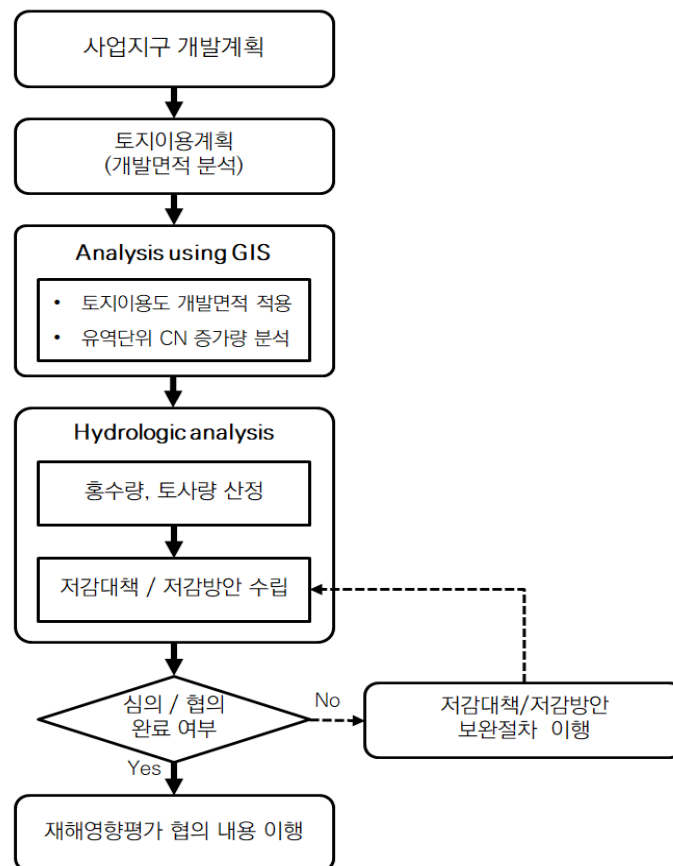 사업지구 개발계획
토지이용계획
(개발면적 분석)
Analysis using GIS
• 토지이용도 개발면적 적용
• 유역단위 CN 증가량 분석
Hydrologic analysis
홍수량, 토사량 산정
저감대책 / 저감방안 수립
심의 / 협의
완료 여부
No
저감대책/저감방안
보완절차 이행
Yes
재해영향평가 협의 내용 이행